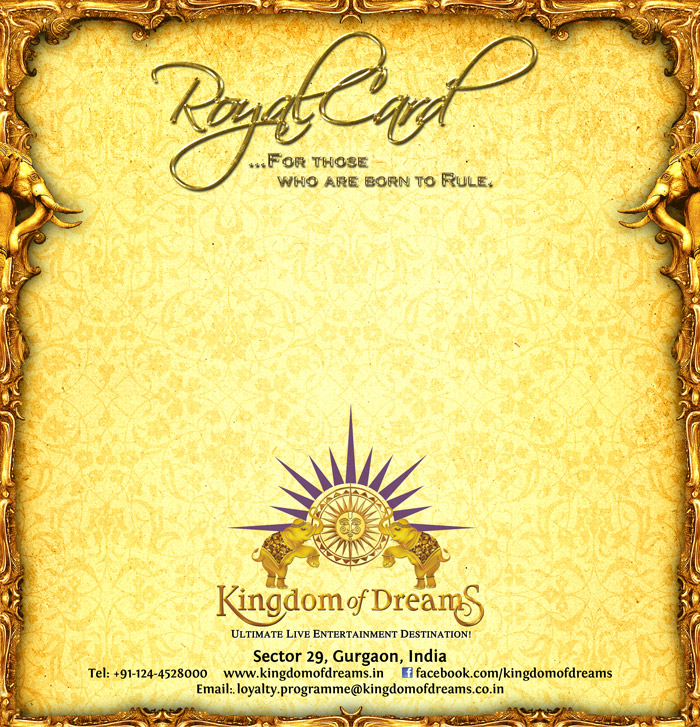 Royal Card
...For those
who are born to Rule.
Kingdom of Dreams
Ultimate Live Entertainment Destination!
Sector 29, Gurgaon, India
Tel: +91-124-4528000 www.kingdomofdreams.in f facebook.com/kingdomofdreams
Email:. loyalty.programme@kingdomofdreams.co.in